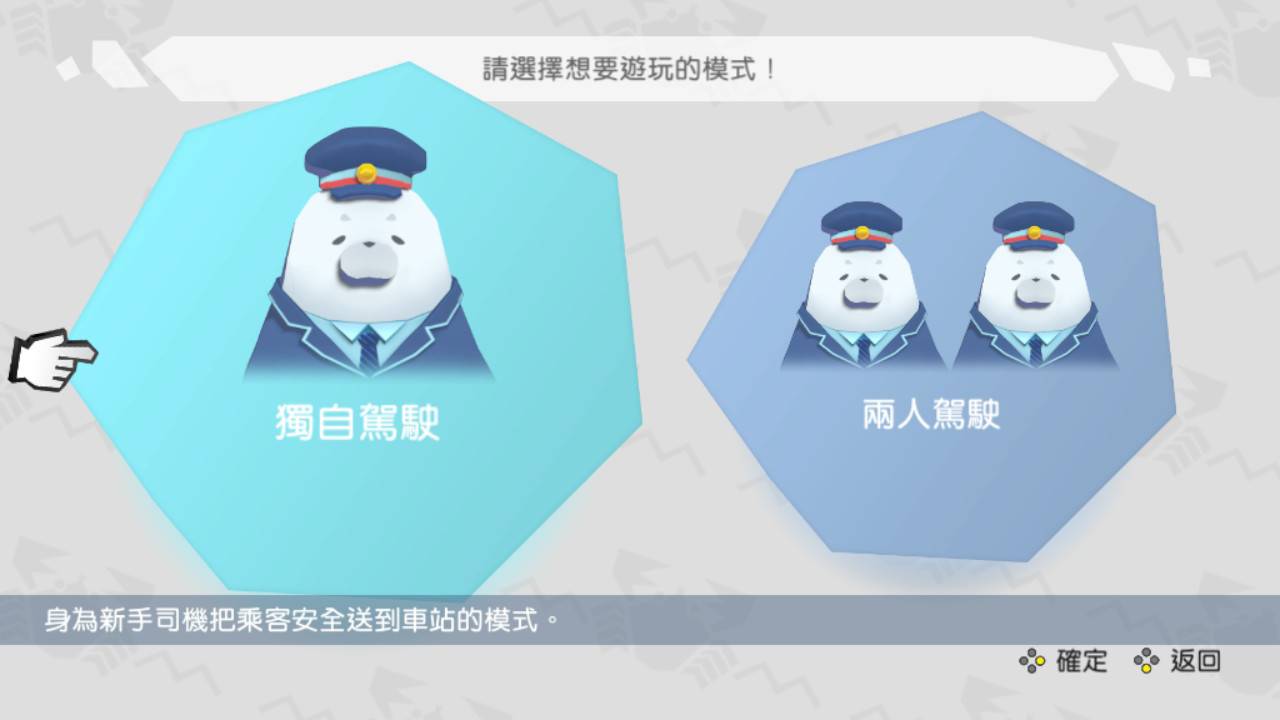 請選擇想要遊玩的模式！
獨自駕駛
兩人駕駛
身為新手司機把乘客安全送到車站的模式。
確定 返回